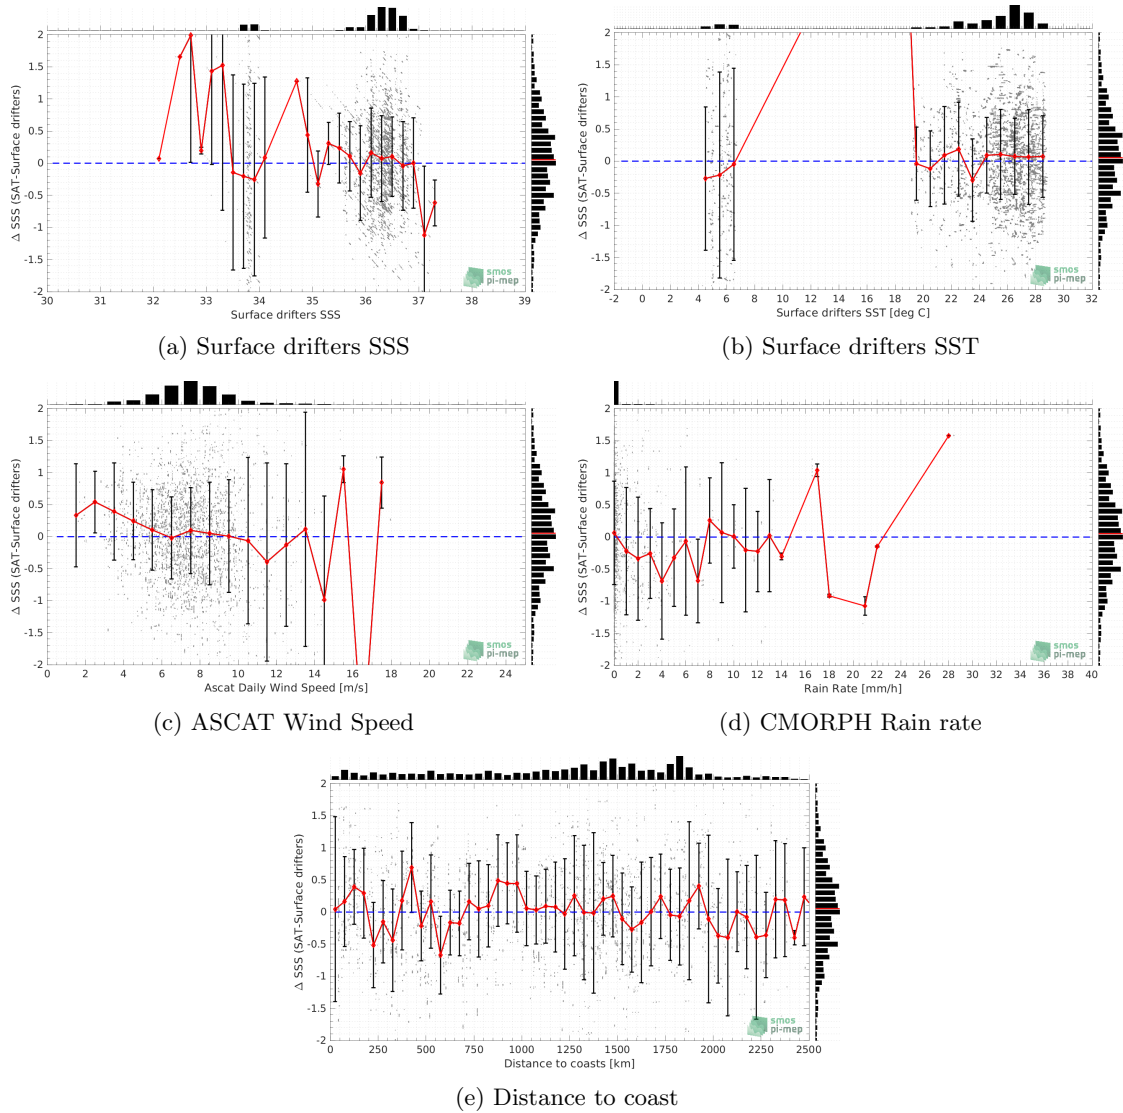 2
1.5
1
0.5
0
-0.5
-1
-1.5
-2
Δ SSS (SAT-Surface drifters)
30 31 32 33 34 35 36 37 38 39
Surface drifters SSS
smos
pi-mep
(a) Surface drifters SSS
2
1.5
1
0.5
0
-0.5
-1
-1.5
-2
Δ SSS (SAT-Surface drifters)
-2 0 2 4 6 8 10 12 14 16 18 20 22 24 26 28 30 32
Surface drifters SST [deg C]
smos
pi-mep
(b) Surface drifters SST
2
1.5
1
0.5
0
-0.5
-1
-1.5
-2
Δ SSS (SAT-Surface drifters)
0 2 4 6 8 10 12 14 16 18 20 22 24
Ascat Daily Wind Speed [m/s]
smos
pi-mep
(c) ASCAT Wind Speed
2
1.5
1
0.5
0
-0.5
-1
-1.5
-2
Δ SSS (SAT-Surface drifters)
0 2 4 6 8 10 12 14 16 18 20 22 24 26 28 30 32 34 36 38 40
Rain Rate [mm/h]
smos
pi-mep
(d) CMORPH Rain rate
2
1.5
1
0.5
0
-0.5
-1
-1.5
-2
Δ SSS (SAT-Surface drifters)
0 250 500 750 1000 1250 1500 1750 2000 2250 2500
Distance to coasts [km]
smos
pi-mep
(e) Distance to coast